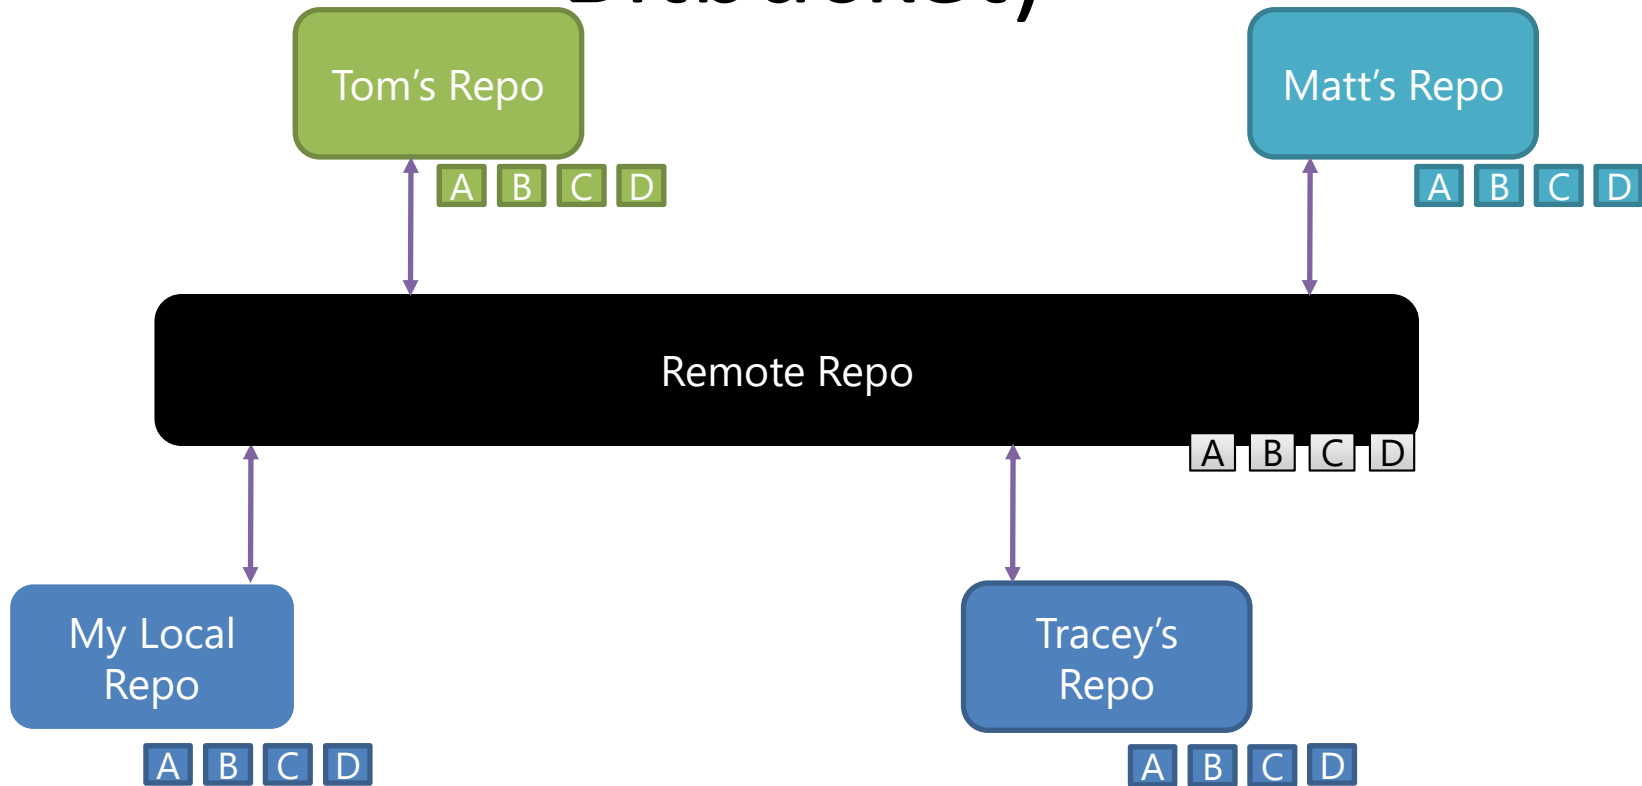 Tom's Repo
Matt's Repo
A B C D
A B C D
Remote Repo
A B C D
My Local
Repo
Tracey's
Repo
A B C D
A B C D